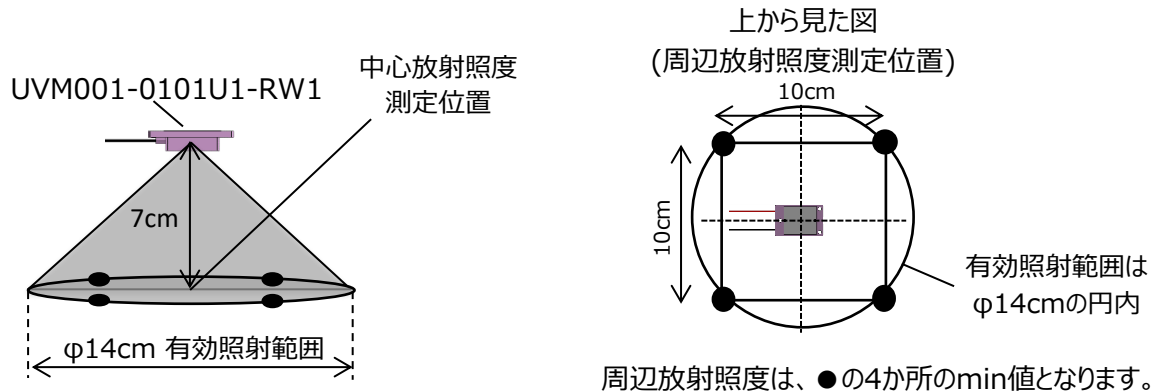 UVM001-0101U1-RW1
中心放射照度
測定位置
7cm
φ14cm 有効照射範囲
上から見た図
(周辺放射照度測定位置)
10cm
10cm
有効照射範囲は
φ14cmの円内
周辺放射照度は、●の4か所のmin値となります。